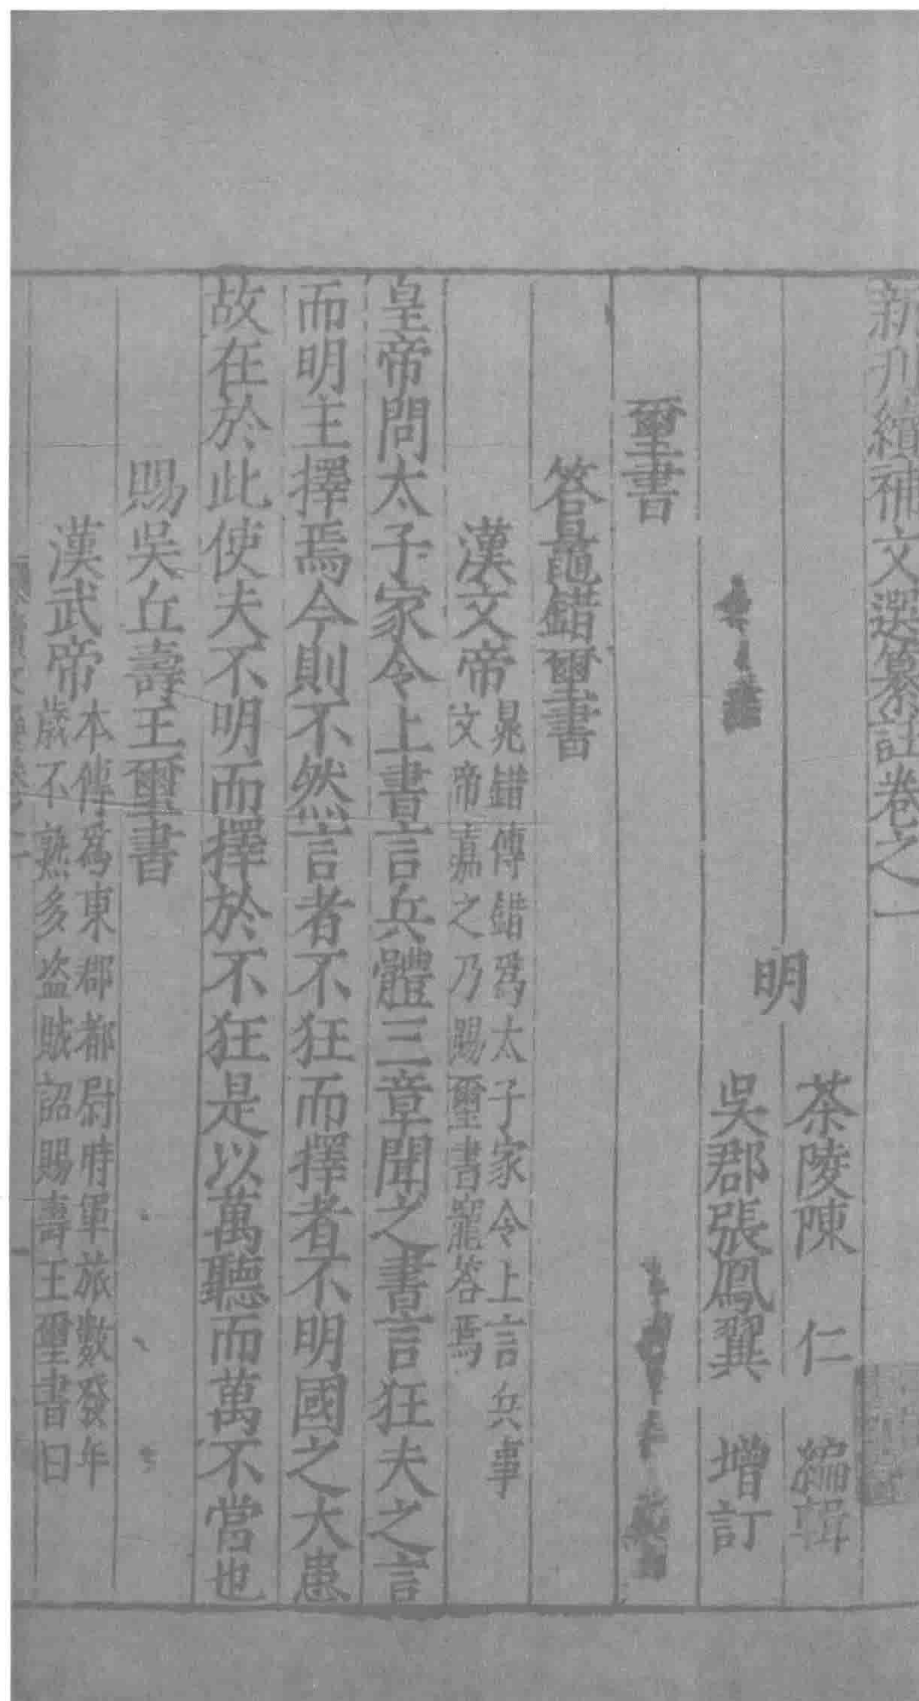 新刋續補文選纂註卷之一
明
茶陵陳 仁 編輯
吳郡張鳳翼 增訂
璽書
答鼂錯璽書
漢文帝
晁錯傳錯爲太子家令上言兵事
文帝嘉之乃賜璽書寵答焉
皇帝問太子家令上書言兵體三章聞之書言狂夫之言
而明主擇焉今則不然言者不狂而擇者不明國之大患
故在於此使夫不明而擇於不狂是以萬聽而萬不當也
賜吳丘壽王璽書
漢武帝
本傳爲東郡都尉時軍旅數發年
歲不熟多盜賊詔賜壽王璽書曰